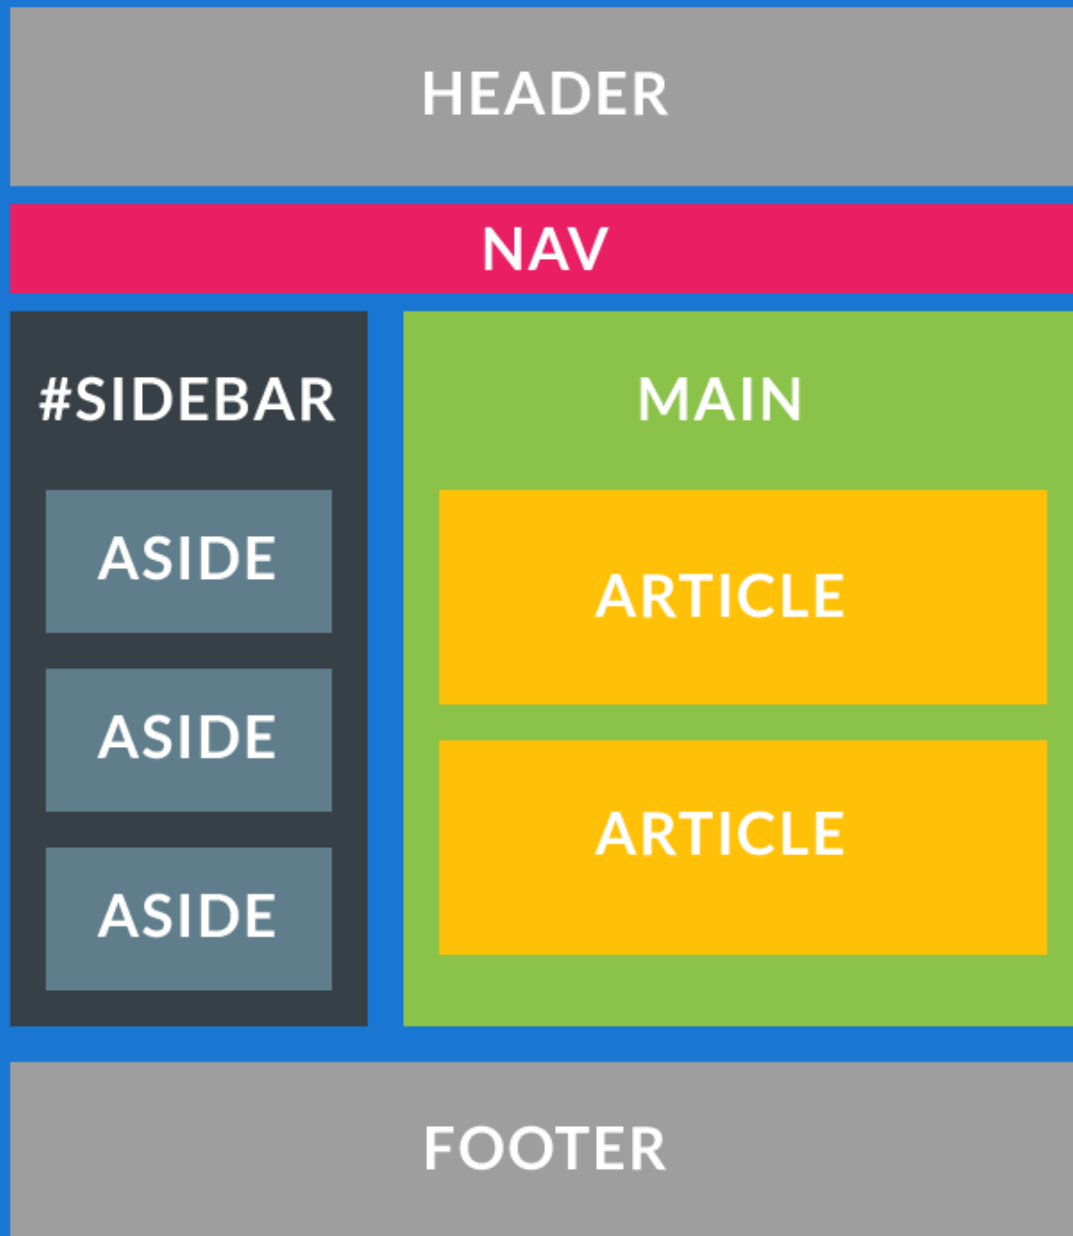 HEADER
NAV
#SIDEBAR
ASIDE
ASIDE
ASIDE
MAIN
ARTICLE
ARTICLE
FOOTER